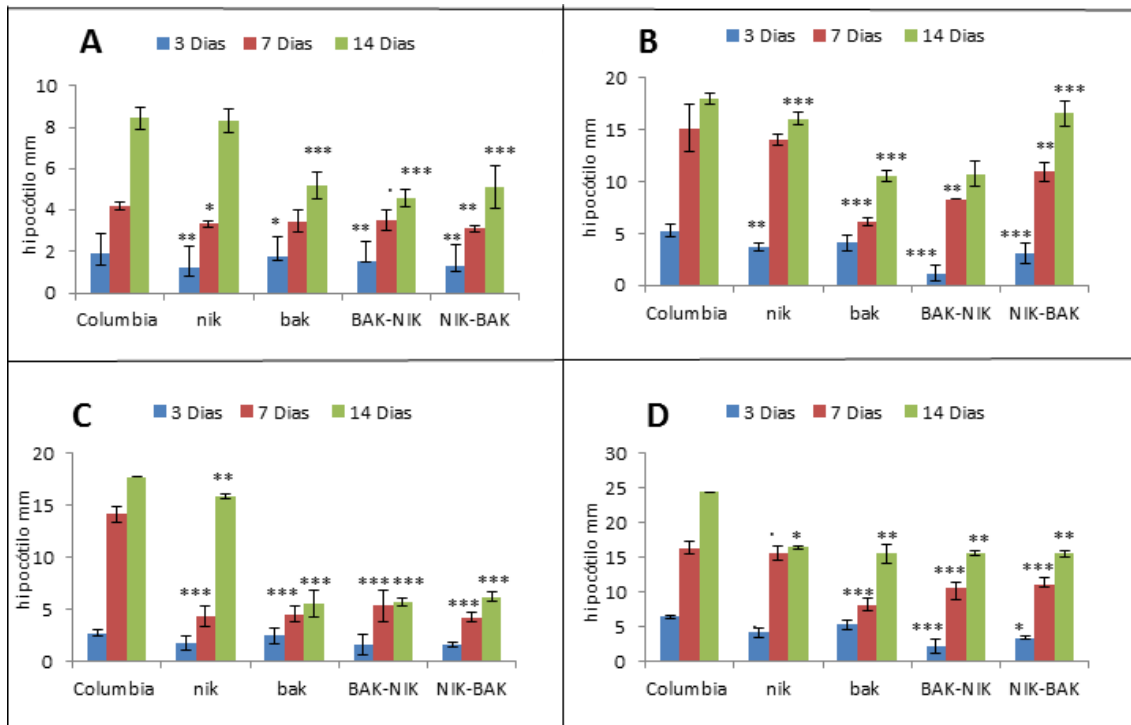 A
3 Dias 7 Dias 14 Dias
hipocótilo mm
10
8
6
4
2
0
** * * *** ** . *** ** ** ***
Columbia nik bak BAK-NIK NIK-BAK
B
3 Dias 7 Dias 14 Dias
hipocótilo mm
20
15
10
5
0
** *** *** *** *** ** *** ** ***
Columbia nik bak BAK-NIK NIK-BAK
C
3 Dias 7 Dias 14 Dias
hipocótilo mm
20
15
10
5
0
*** ** *** *** *** *** *** ***
Columbia nik bak BAK-NIK NIK-BAK
D
3 Dias 7 Dias 14 Dias
hipocótilo mm
30
25
20
15
10
5
0
. . * *** ** *** *** ** * *** **
Columbia nik bak BAK-NIK NIK-BAK